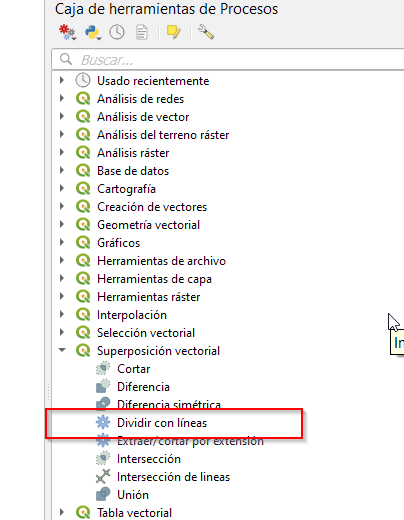 Caja de herramientas de Procesos
Buscar...
Usado recientemente
Análisis de redes
Análisis de vector
Análisis del terreno ráster
Análisis ráster
Base de datos
Cartografía
Creación de vectores
Geometría vectorial
Gráficos
Herramientas de archivo
Herramientas de capa
Herramientas ráster
Interpolación
Selección vectorial
Superposición vectorial
Cortar
Diferencia
Diferencia simétrica
Dividir con líneas
Extraer/cortar por extensión
Intersección
Intersección de lineas
Unión
Tabla vectorial